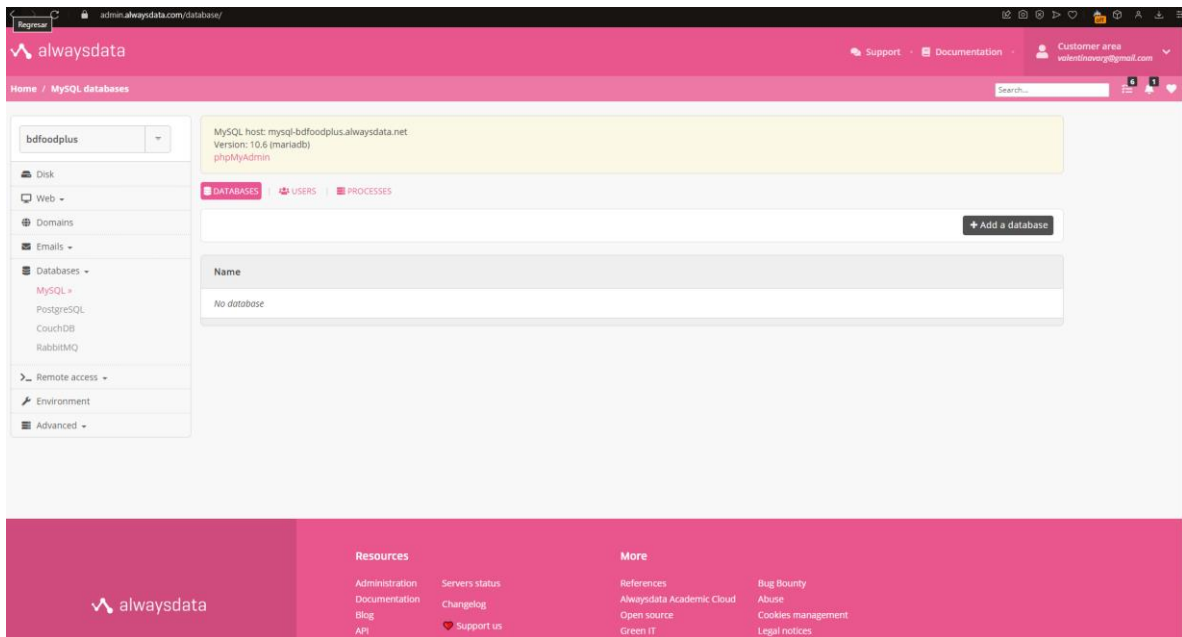 admin.alwaysdata.com/database/
Regresar
off
alwaysdata
Support
Documentation
Customer area
valentinavarg@gmail.com
Home / MySQL databases
Search...
6
1
bdfoodplus
MySQL host: mysql-bdfoodplus.alwaysdata.net
Version: 10.6 (mariadb)
phpMyAdmin
Disk
Web
Domains
Emails
Databases
MySQL »
PostgreSQL
CouchDB
RabbitMQ
Remote access
Environment
Advanced
DATABASES | USERS | PROCESSES
+ Add a database
Name
No database
alwaysdata
Resources
Administration
Documentation
Blog
API
Servers status
Changelog
Support us
More
References
Alwaysdata Academic Cloud
Open source
Green IT
Bug Bounty
Abuse
Cookies management
Legal notices